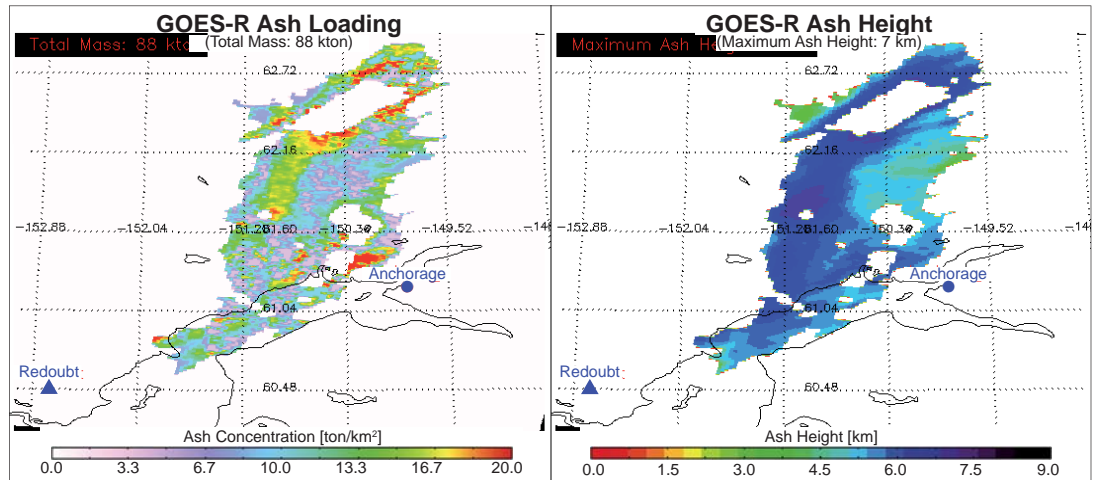 GOES-R Ash Loading
Total Mass: 88 kto
(Total Mass: 88 kton)
62.72
62.16
-152.88
-152.04
-151.20
61.60
-150.36
-149.52
Anchorage
61.04
Redoubt
60.48
Ash Concentration [ton/km²]
0.0 3.3 6.7 10.0 13.3 16.7 20.0
GOES-R Ash Height
Maximum Ash He
(Maximum Ash Height: 7 km)
62.72
62.16
-152.88
-152.04
61.60
-150.36
-149.52
Anchorage
61.04
Redoubt
60.48
Ash Height [km]
0.0 1.5 3.0 4.5 6.0 7.5 9.0